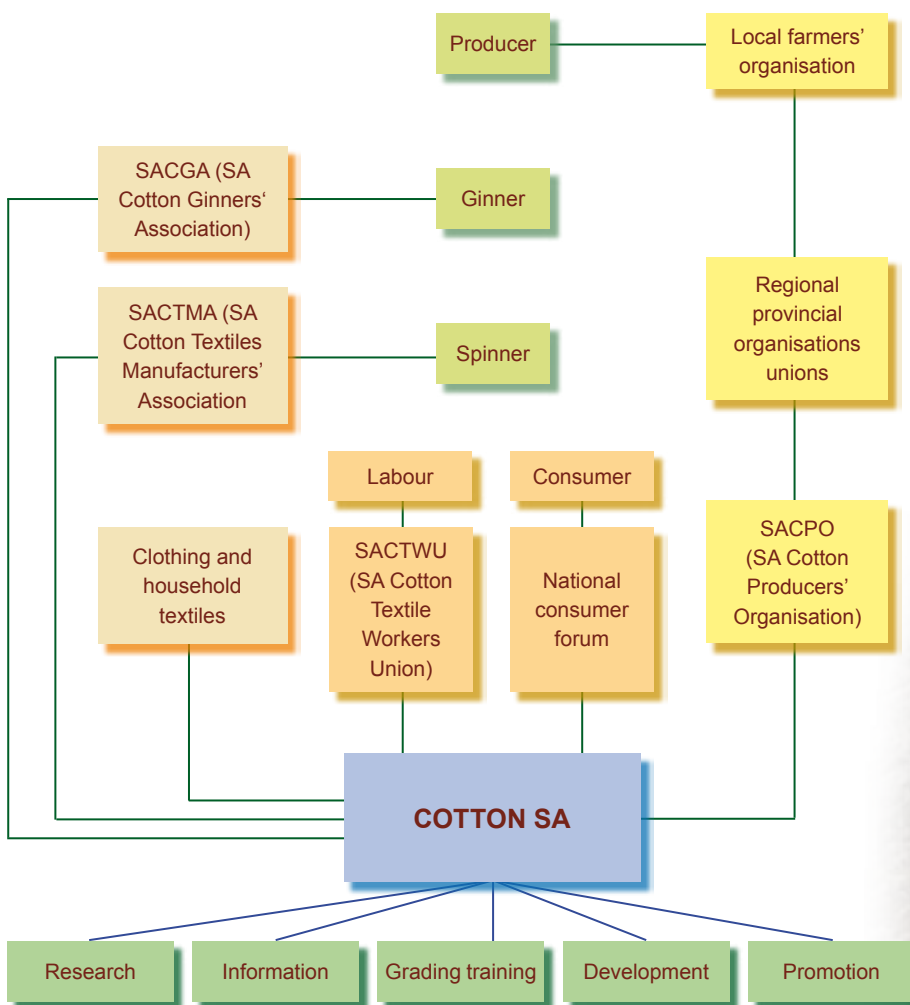 Producer
Local farmers'
organisation
SACGA (SA
Cotton Ginners‘
Association)
Ginner
SACTMA (SA
Cotton Textiles
Manufacturers’
Association
Spinner
Regional
provincial
organisations
unions
Labour
Consumer
Clothing and
household
textiles
SACTWU
(SA Cotton
Textile
Workers
Union)
National
consumer
forum
SACPO
(SA Cotton
Producers’
Organisation)
COTTON SA
Research
Information
Grading training
Development
Promotion